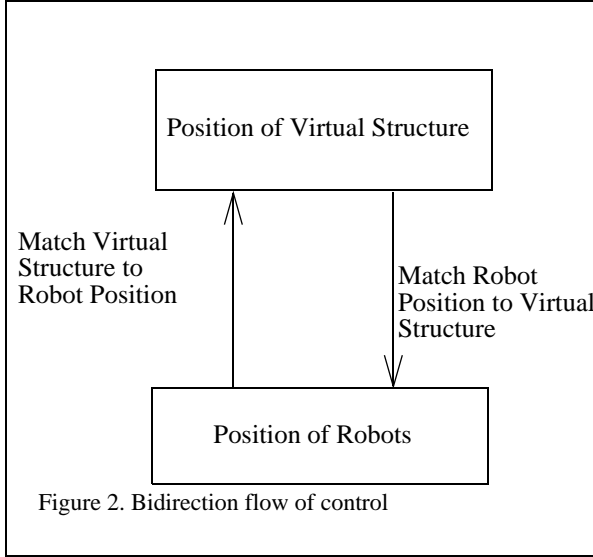 Position of Virtual Structure
Match Virtual
Structure to
Robot Position
Match Robot
Position to Virtual
Structure
Position of Robots
Figure 2. Bidirection flow of control